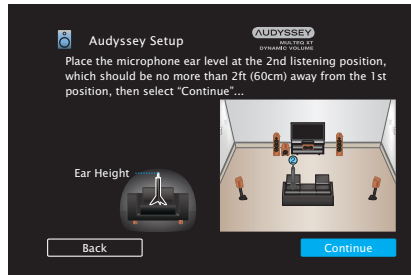 Audyssey Setup
AUDYSSEY
MULTEQ XT
DYNAMIC VOLUME
Place the microphone ear level at the 2nd listening position,
which should be no more than 2ft (60cm) away from the 1st
position, then select “Continue”...
Ear Height
2
Back
Continue